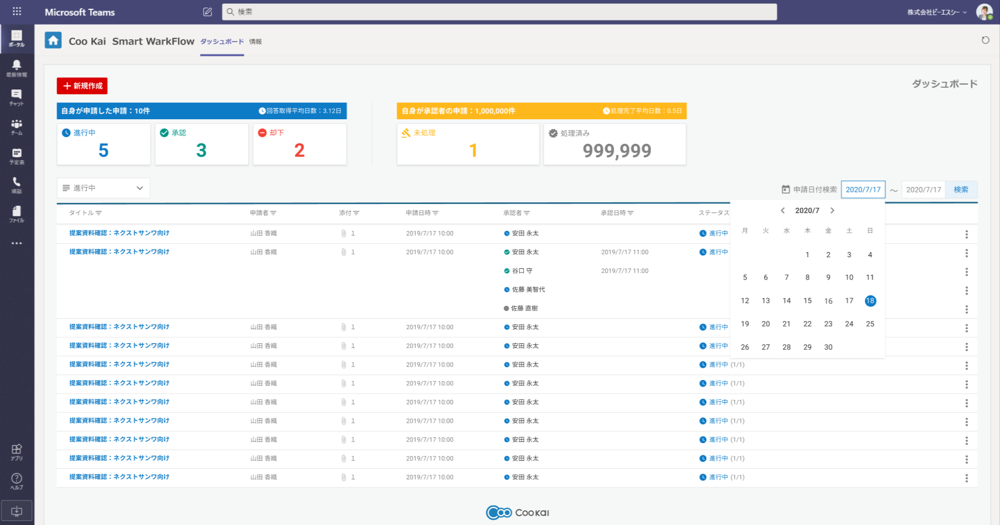 Microsoft Teams
検索
株式会社ピーエスシー
ポータル
最新情報
チャット
チーム
予定表
通話
ファイル
アプリ
ヘルプ
Coo Kai Smart WarkFlow ダッシュボード 情報
新規作成
ダッシュボード
自身が申請した申請：10件 回答取得平均日数：3.12日
進行中
5
承認
3
却下
2
自身が承認者の申請：1,000,000件 処理完了平均日数：0.5日
未処理
1
処理済み
999,999
進行中
申請日付検索 2020/7/17 ～ 2020/7/17 検索
タイトル 申請者 添付 申請日時 承認者 承認日時 ステータス
提案資料確認：ネクストサンワ向け 山田 香織 1 2019/7/17 10:00 安田 永太 進行中
提案資料確認：ネクストサンワ向け 山田 香織 1 2019/7/17 10:00 安田 永太 2019/7/17 11:00 進行中
谷口 守 2019/7/17 11:00
佐藤 美智代
佐藤 直樹
提案資料確認：ネクストサンワ向け 山田 香織 1 2019/7/17 10:00 安田 永太 進行中
提案資料確認：ネクストサンワ向け 山田 香織 1 2019/7/17 10:00 安田 永太 進行中
提案資料確認：ネクストサンワ向け 山田 香織 1 2019/7/17 10:00 安田 永太 進行中 (1/1)
提案資料確認：ネクストサンワ向け 山田 香織 1 2019/7/17 10:00 安田 永太 進行中 (1/1)
提案資料確認：ネクストサンワ向け 山田 香織 1 2019/7/17 10:00 安田 永太 進行中 (1/1)
提案資料確認：ネクストサンワ向け 山田 香織 1 2019/7/17 10:00 安田 永太 進行中 (1/1)
提案資料確認：ネクストサンワ向け 山田 香織 1 2019/7/17 10:00 安田 永太 進行中 (1/1)
提案資料確認：ネクストサンワ向け 山田 香織 1 2019/7/17 10:00 安田 永太 進行中 (1/1)
提案資料確認：ネクストサンワ向け 山田 香織 1 2019/7/17 10:00 安田 永太 進行中 (1/1)
2020/7
月 火 水 木 金 土 日
1 2 3 4
5 6 7 8 9 10 11
12 13 14 15 16 17 18
19 20 21 22 23 24 25
26 27 28 29 30
Coo Kai